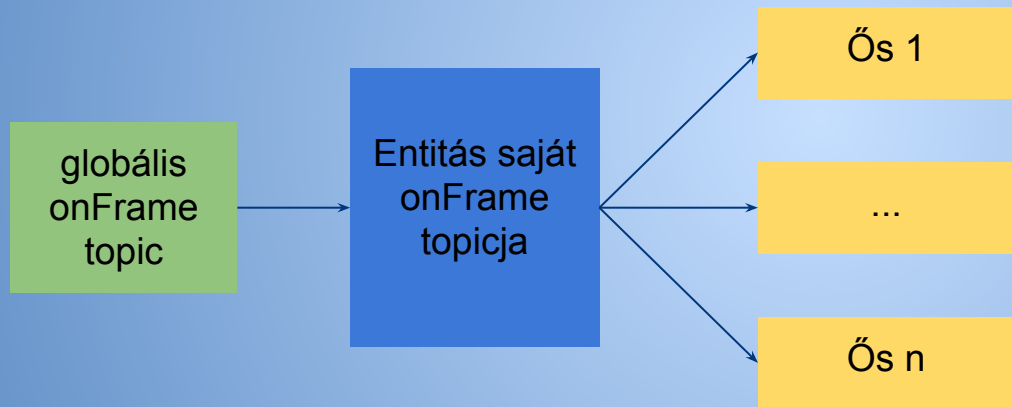 globális
onFrame
topic
Entitás saját
onFrame
topicja
Ős 1
...
Ős n